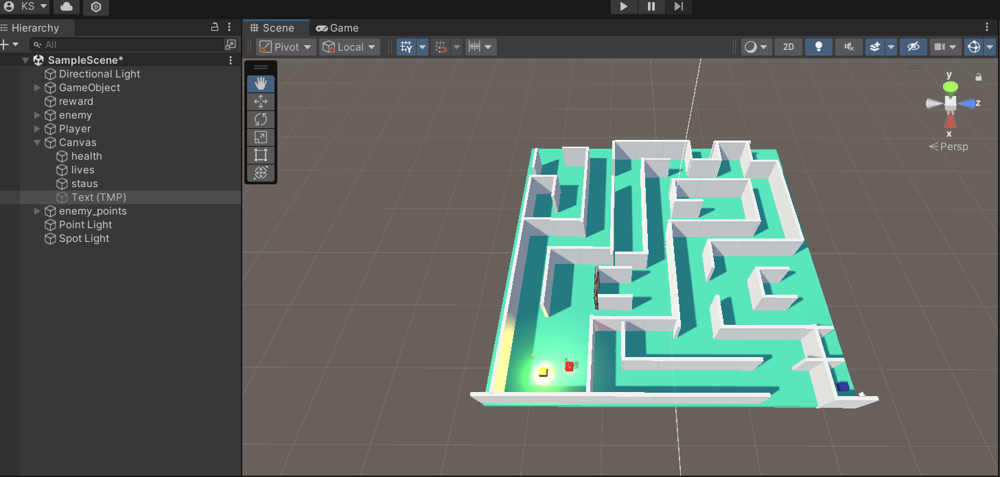 KS
Hierarchy
All
SampleScene*
Directional Light
GameObject
reward
enemy
Player
Canvas
health
lives
staus
Text (TMP)
enemy_points
Point Light
Spot Light
Scene
Game
Pivot
Local
2D
y
z
x
Persp